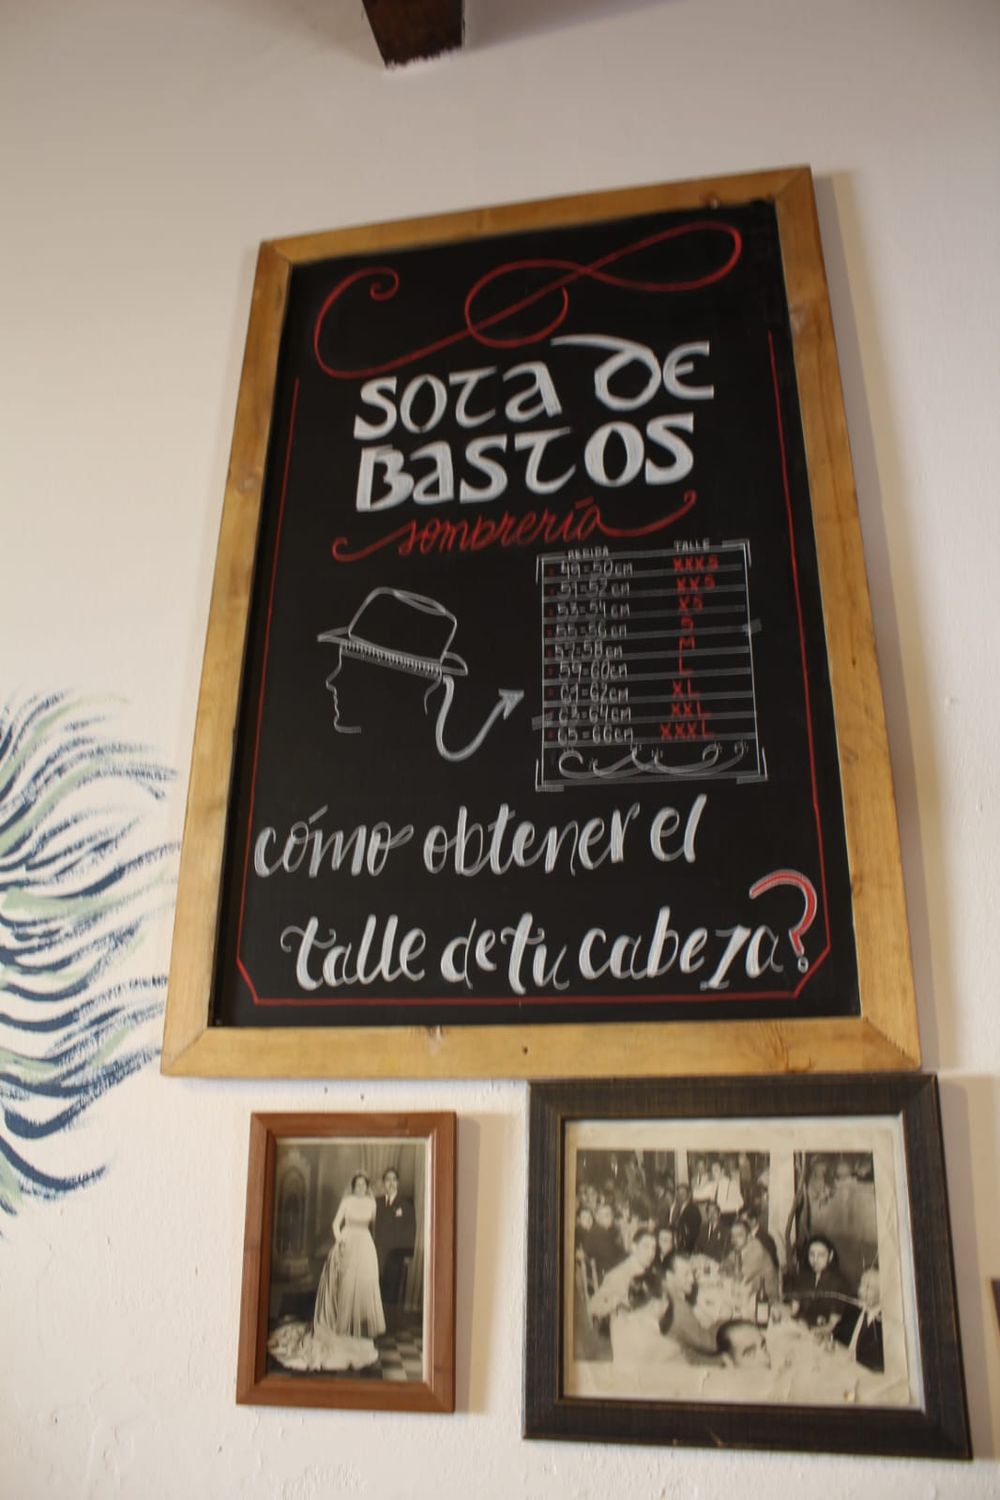 SOTA DE
BASTOS
sombrería
MEDIDA TALLE
49-50cm XXXS
51-52cm XXS
53-54cm XS
55-56cm S
57-58cm M
59-60cm L
61-62cm XL
63-64cm XXL
65-66cm XXXL
cómo obtener el
talle de tu cabeza?